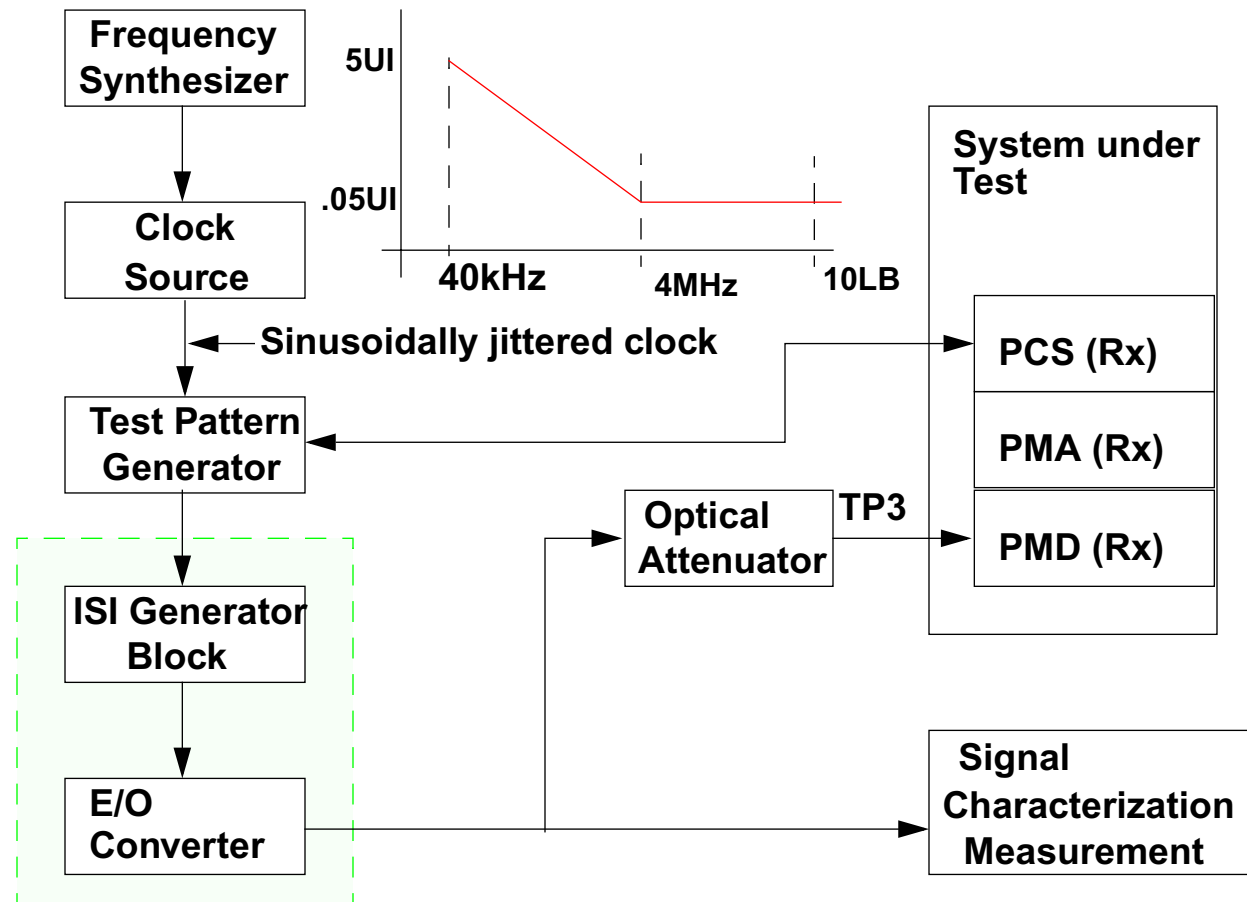 Frequency
Synthesizer
5UI
.05UI
40kHz
4MHz
10LB
Clock
Source
Sinusoidally jittered clock
Test Pattern
Generator
ISI Generator
Block
E/O
Converter
Optical
Attenuator
TP3
System under
Test
PCS (Rx)
PMA (Rx)
PMD (Rx)
Signal
Characterization
Measurement